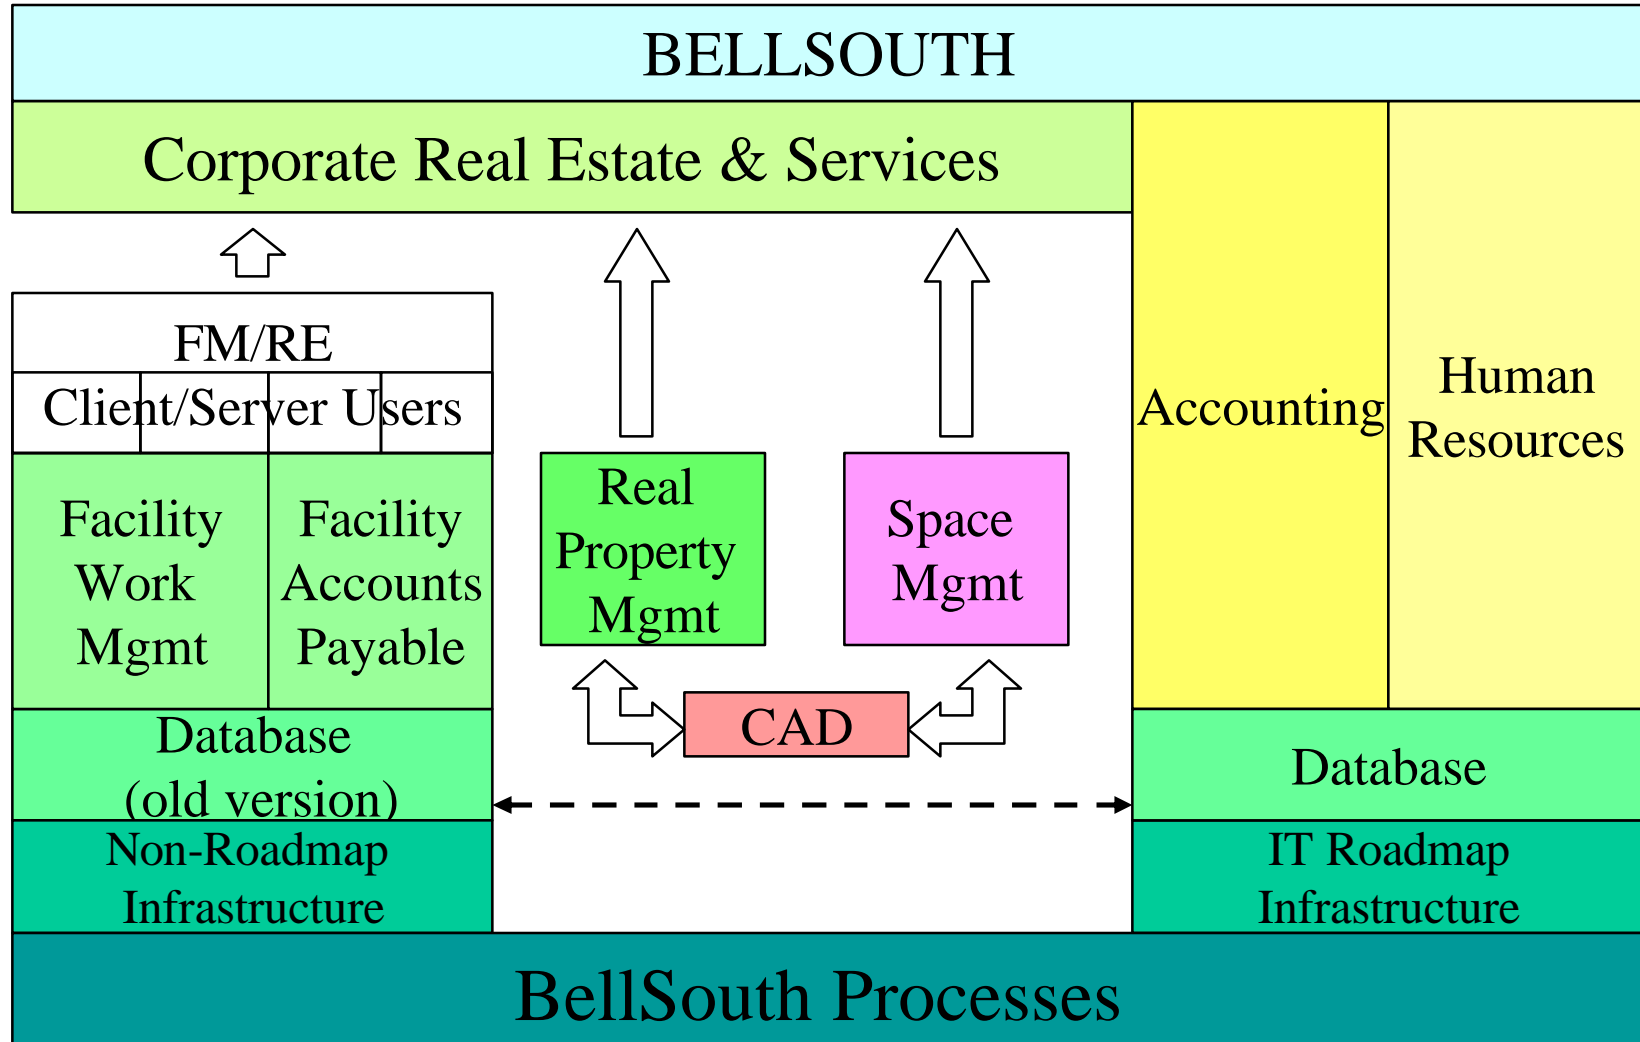 BELLSOUTH
Corporate Real Estate & Services
FM/RE
Client/Server Users
Facility
Work
Mgmt
Facility
Accounts
Payable
Real
Property
Mgmt
Space
Mgmt
CAD
Accounting
Human
Resources
Database
(old version)
Non-Roadmap
Infrastructure
Database
IT Roadmap
Infrastructure
BellSouth Processes